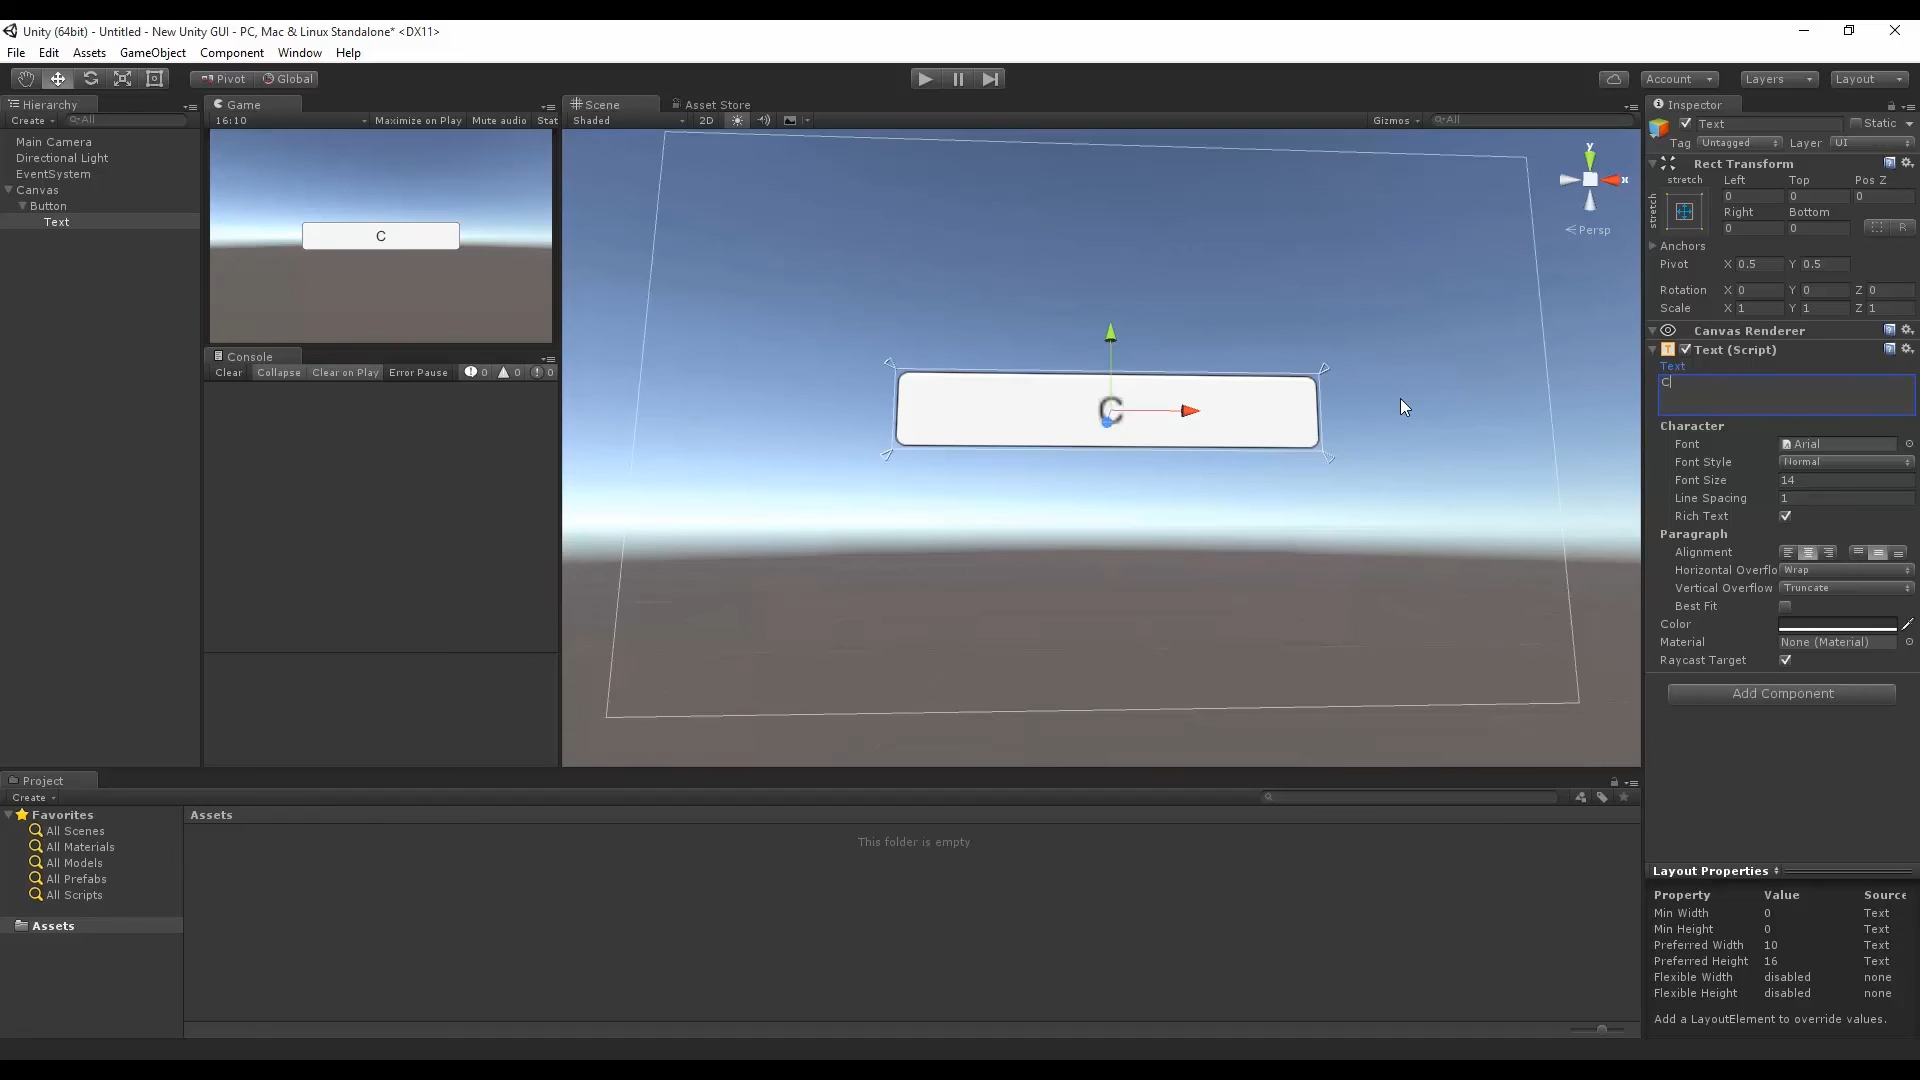 Unity (64bit) - Untitled - New Unity GUI - PC, Mac & Linux Standalone* <DX11>
File Edit Assets GameObject Component Window Help
Pivot Global Account Layers Layout
Hierarchy
Create All
Main Camera
Directional Light
EventSystem
Canvas
Button
Text
Game
16:10 Maximize on Play Mute audio Stat
C
Console
Clear Collapse Clear on Play Error Pause 0 0 0
Scene Asset Store
Shaded 2D Gizmos All
y
x
Persp
C
Inspector
Text Static
Tag Untagged Layer UI
Rect Transform
stretch Left Top Pos Z
stretch 0 0 0
Right Bottom
0 0 R
Anchors
Pivot X 0.5 Y 0.5
Rotation X 0 Y 0 Z 0
Scale X 1 Y 1 Z 1
Canvas Renderer
Text (Script)
Text
C
Character
Font Arial
Font Style Normal
Font Size 14
Line Spacing 1
Rich Text
Paragraph
Alignment
Horizontal Overflo Wrap
Vertical Overflow Truncate
Best Fit
Color
Material None (Material)
Raycast Target
Add Component
Project
Create
Favorites
All Scenes
All Materials
All Models
All Prefabs
All Scripts
Assets
Assets
This folder is empty
Layout Properties
Property Value Source
Min Width 0 Text
Min Height 0 Text
Preferred Width 10 Text
Preferred Height 16 Text
Flexible Width disabled none
Flexible Height disabled none
Add a LayoutElement to override values.